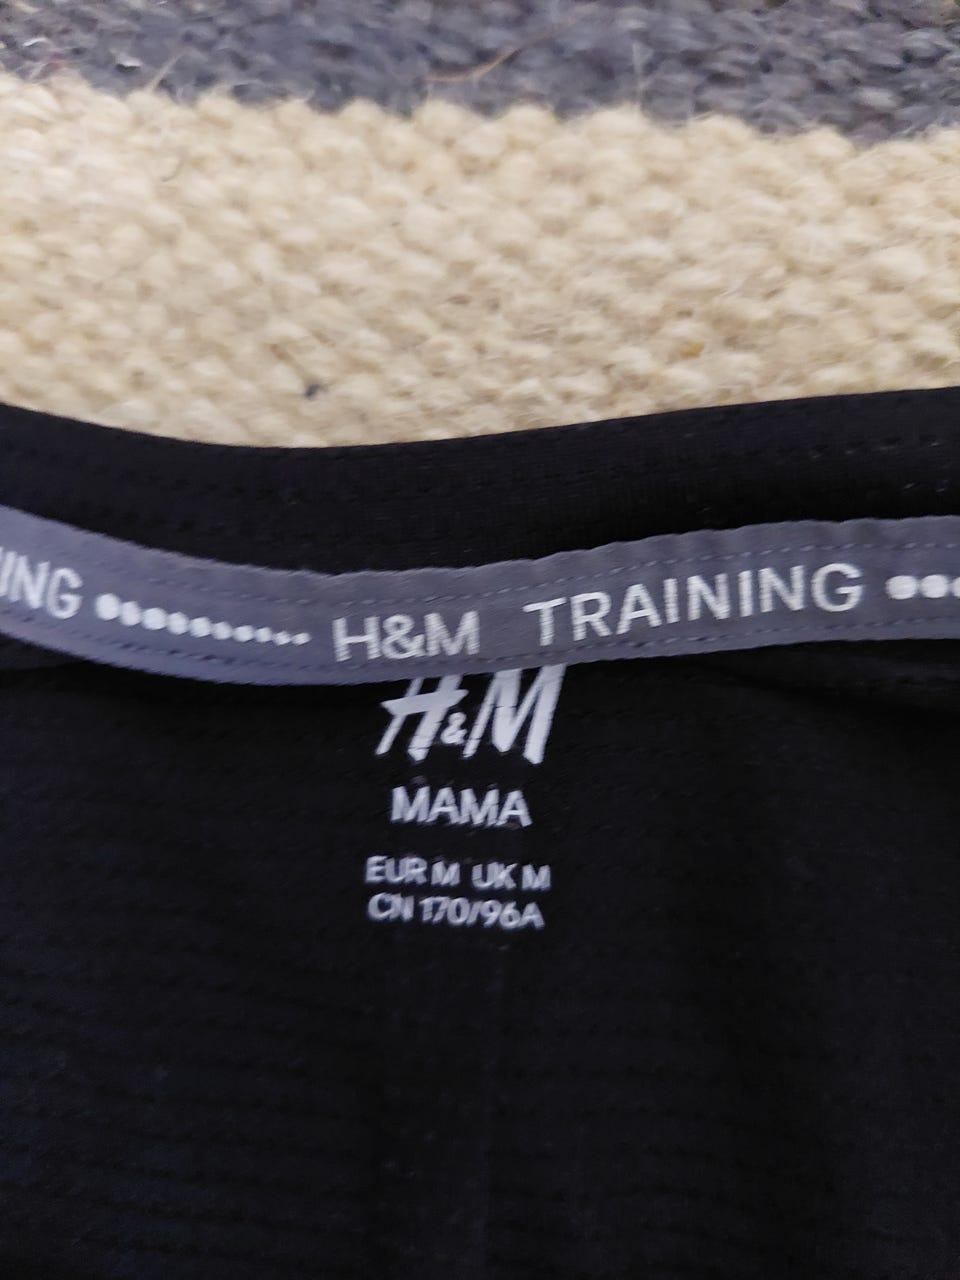 ING ●●●●●●●●●● H&M TRAINING ●●●
H&M
MAMA
EUR M UK M
CN 170/96A